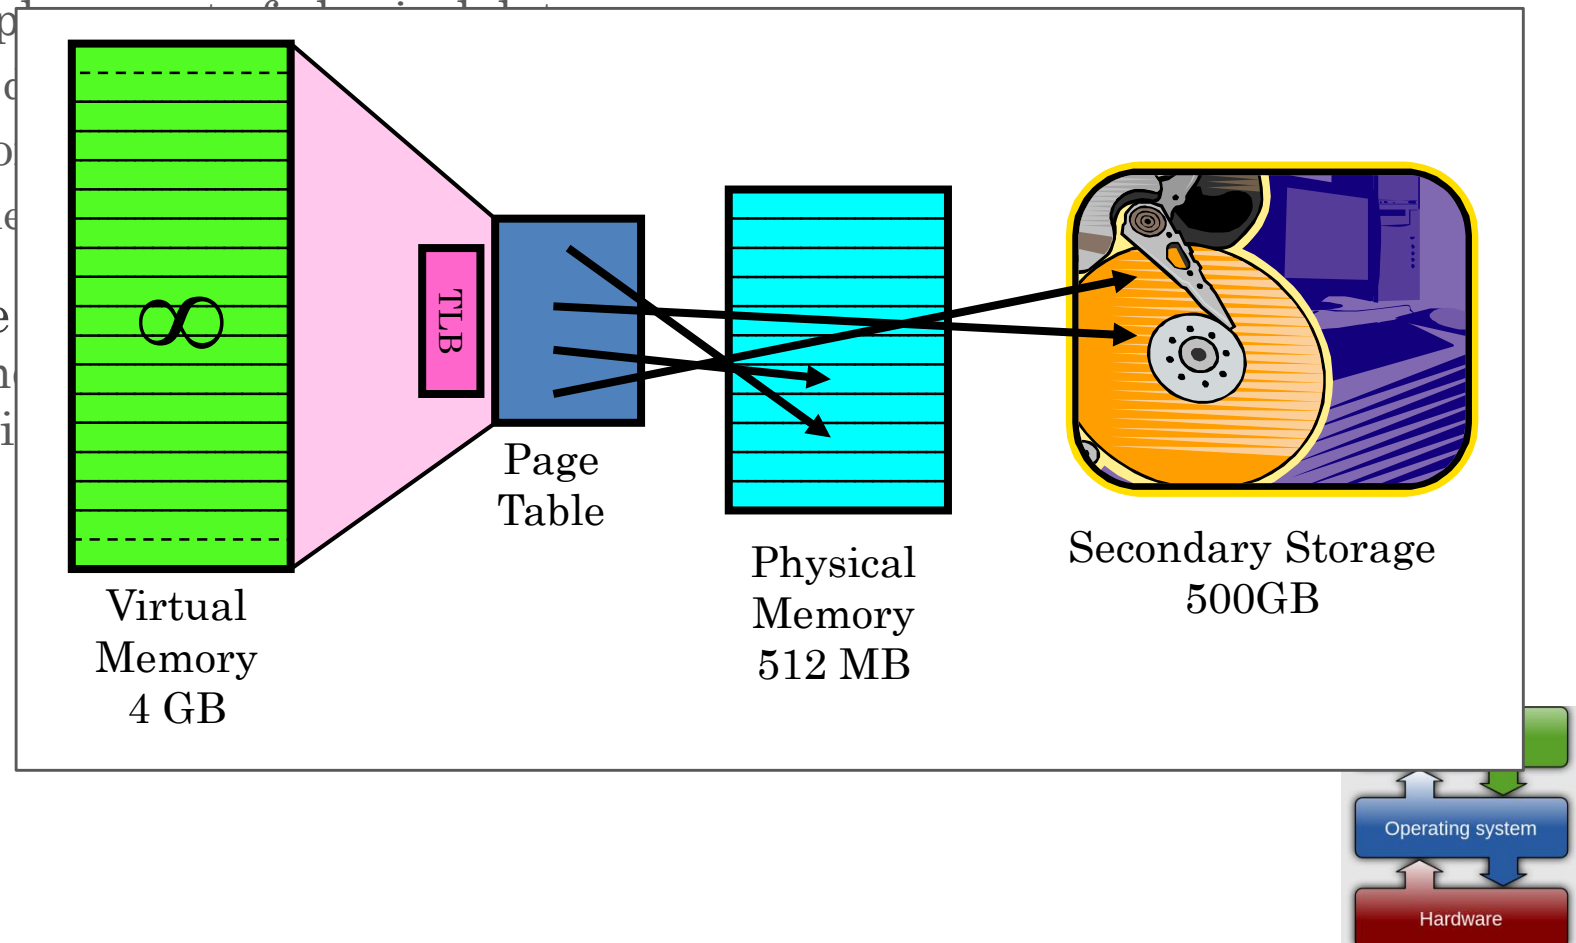 ∞
TLB
Page
Table
Virtual
Memory
4 GB
Physical
Memory
512 MB
Secondary Storage
500GB
Operating system
Hardware